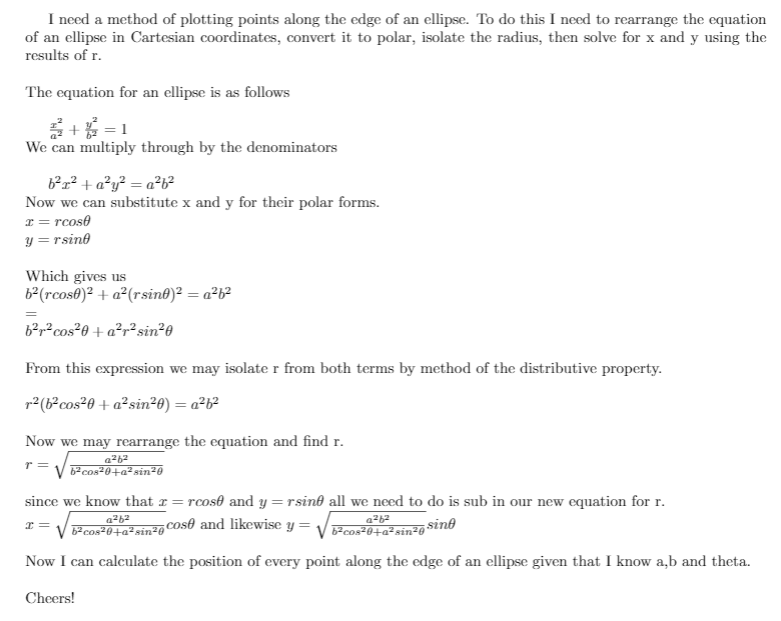 I need a method of plotting points along the edge of an ellipse. To do this I need to rearrange the equation
of an ellipse in Cartesian coordinates, convert it to polar, isolate the radius, then solve for x and y using the
results of r.
The equation for an ellipse is as follows
$\frac{x^2}{a^2} + \frac{y^2}{b^2} = 1$
We can multiply through by the denominators
$b^2x^2 + a^2y^2 = a^2b^2$
Now we can substitute x and y for their polar forms.
$x = rcos\theta$
$y = rsin\theta$
Which gives us
$b^2(rcos\theta)^2 + a^2(rsin\theta)^2 = a^2b^2$
=
$b^2r^2cos^2\theta + a^2r^2sin^2\theta$
From this expression we may isolate r from both terms by method of the distributive property.
$r^2(b^2cos^2\theta + a^2sin^2\theta) = a^2b^2$
Now we may rearrange the equation and find r.
$r = \sqrt{\frac{a^2b^2}{b^2cos^2\theta+a^2sin^2\theta}}$
since we know that $x = rcos\theta$ and $y = rsin\theta$ all we need to do is sub in our new equation for r.
$x = \sqrt{\frac{a^2b^2}{b^2cos^2\theta+a^2sin^2\theta}}cos\theta$ and likewise $y = \sqrt{\frac{a^2b^2}{b^2cos^2\theta+a^2sin^2\theta}}sin\theta$
Now I can calculate the position of every point along the edge of an ellipse given that I know a,b and theta.
Cheers!